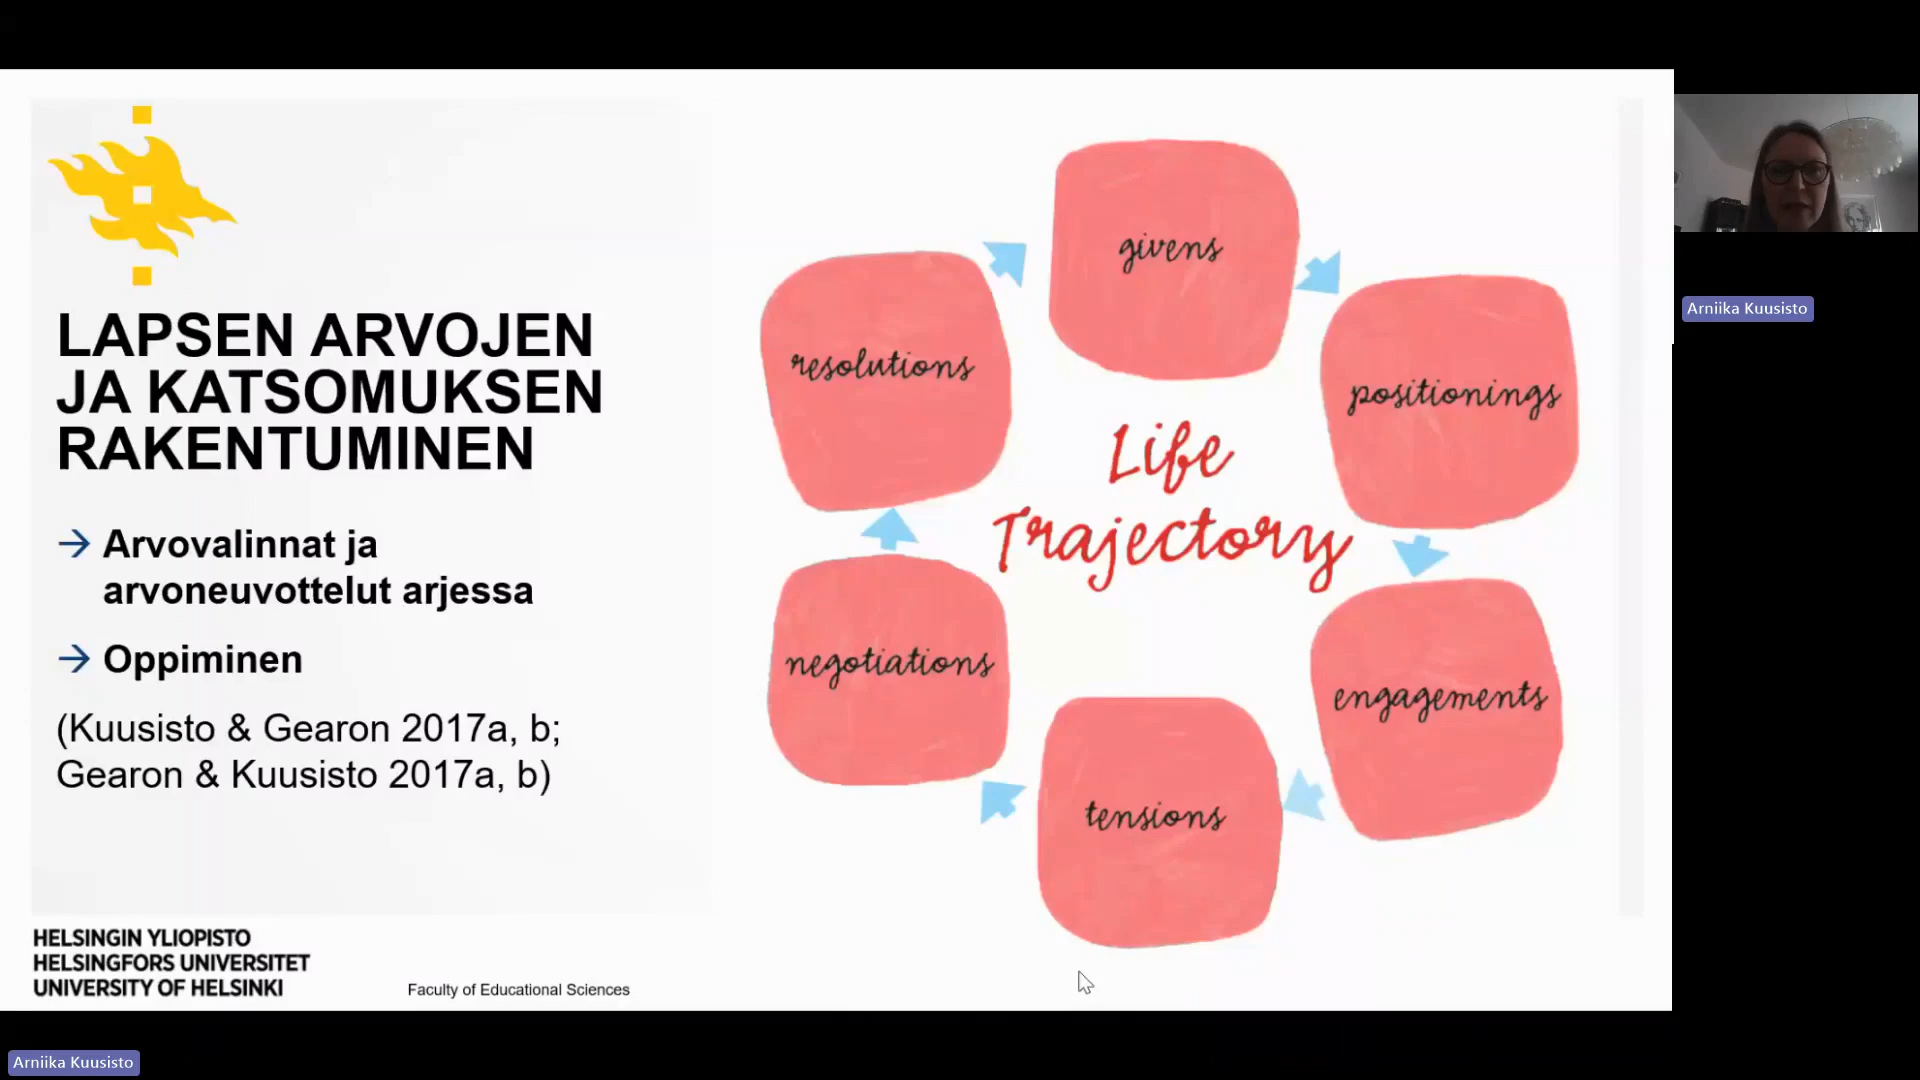 LAPSEN ARVOJEN
JA KATSOMUKSEN
RAKENTUMINEN
→ Arvovalinnat ja
arvoneuvottelut arjessa
→ Oppiminen
(Kuusisto & Gearon 2017a, b;
Gearon & Kuusisto 2017a, b)
givens
positionings
engagements
tensions
negotiations
resolutions
Life
Trajectory
HELSINGIN YLIOPISTO
HELSINGFORS UNIVERSITET
UNIVERSITY OF HELSINKI
Faculty of Educational Sciences
Arniika Kuusisto
Arniika Kuusisto